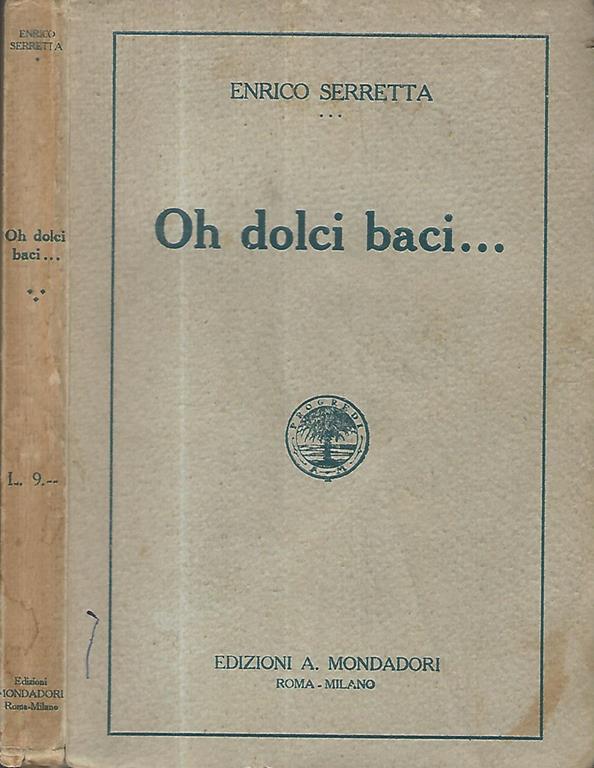 ENRICO
SERRETTA
Oh dolci
baci...
L. 9.--
Edizioni
MONDADORI
Roma-Milano
ENRICO SERRETTA
...
Oh dolci baci...
PROGREDI
A. M.
EDIZIONI A. MONDADORI
ROMA - MILANO